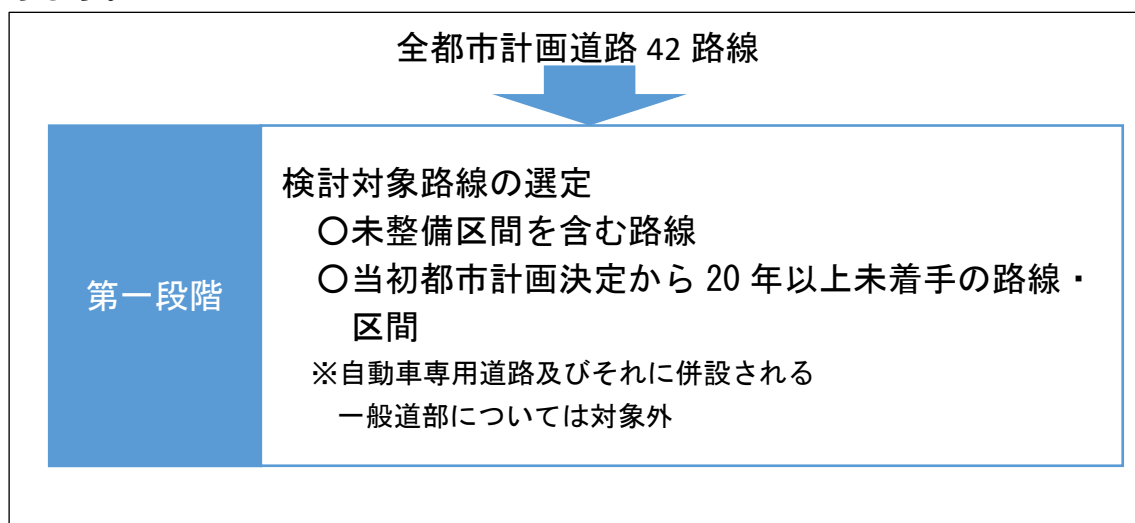 全都市計画道路 42 路線
第一段階
検討対象路線の選定
〇未整備区間を含む路線
〇当初都市計画決定から 20 年以上未着手の路線・
区間
※自動車専用道路及びそれに併設される
一般道部については対象外